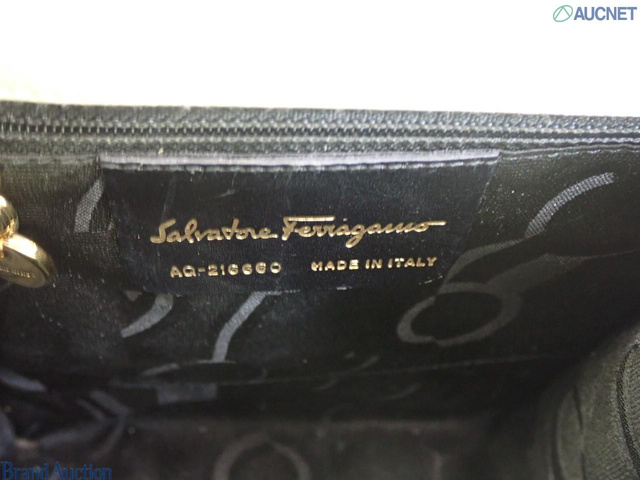 AUCNET
Salvatore Ferragamo
AQ-216660 MADE IN ITALY
Brand Auction